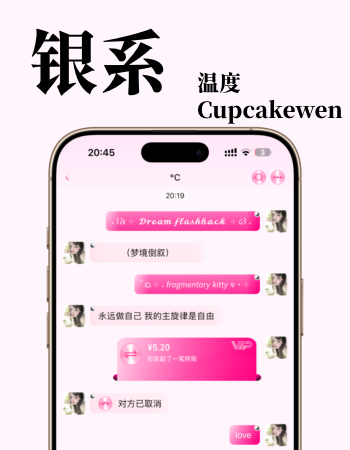 银系
温度
Cupcakewen
20:45
3
°C
20:19
Dream flashback
（梦境倒叙）
fragmentary kitty
永远做自己 我的主旋律是自由
¥5.20
你发起了一笔转账
VIP
对方已取消
love